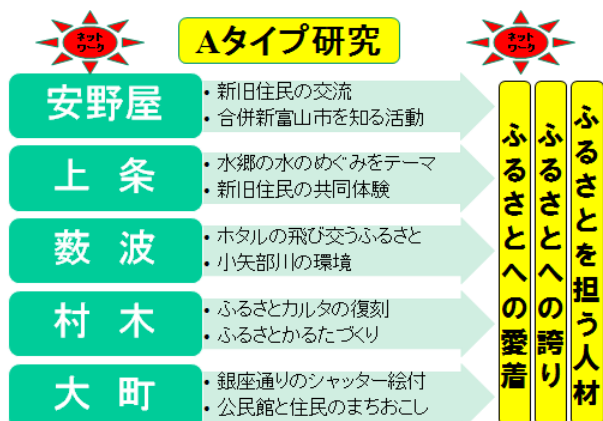 ネット
ワーク
Aタイプ研究
ネット
ワーク
安野屋
・新旧住民の交流
・合併新富山市を知る活動
上 条
・水郷の水のめぐみをテーマ
・新旧住民の共同体験
薮 波
・ホタルの飛び交うふるさと
・小矢部川の環境
村 木
・ふるさとカルタの復刻
・ふるさとかるたづくり
大 町
・銀座通りのシャッター絵付
・公民館と住民のまちおこし
ふるさとへの愛着
ふるさとへの誇り
ふるさとを担う人材